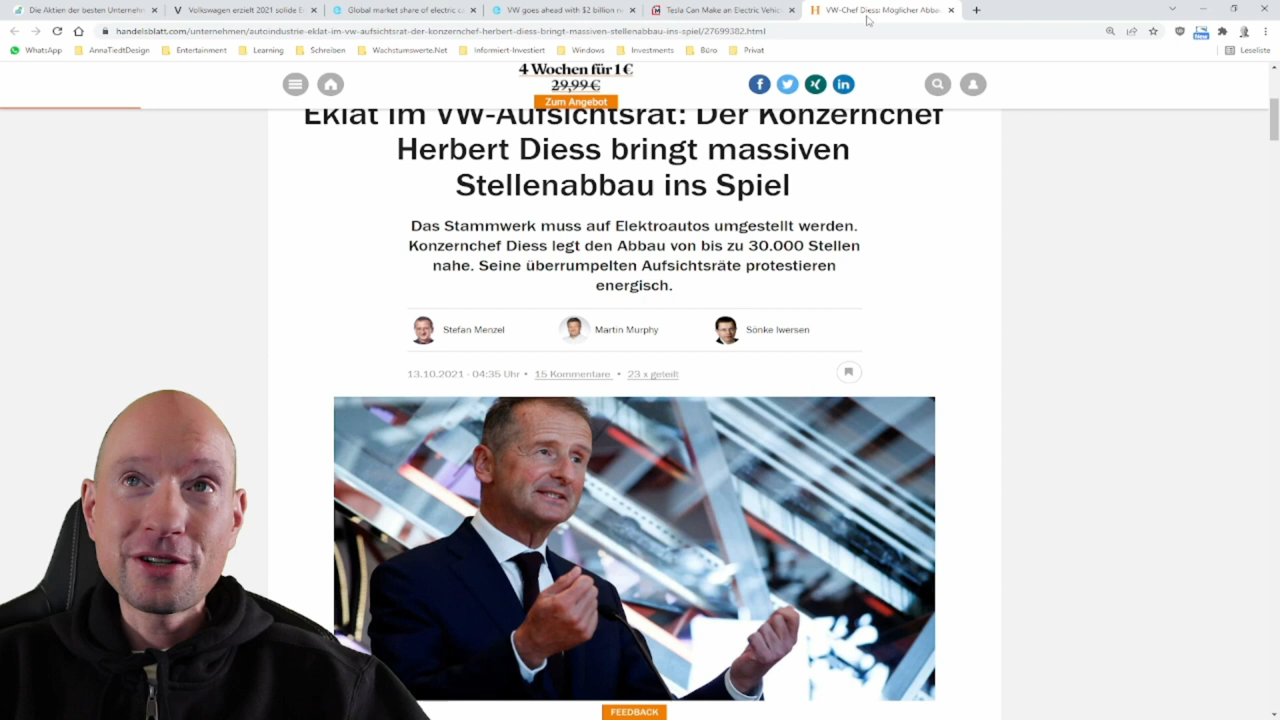 Die Aktien der besten Unternehm
Volkswagen erzielt 2021 solide E
Global market share of electric c
VW goes ahead with $2 billion n
Tesla Can Make an Electric Vehic
VW-Chef Diess: Möglicher Abbau
handelsblatt.com/unternehmen/autoindustrie-eklat-im-vw-aufsichtsrat-der-konzernchef-herbert-diess-bringt-massiven-stellenabbau-ins-spiel/27699382.html
WhatsApp
AnnaTiedtDesign
Entertainment
Learning
Schreiben
Wachstumswerte.Net
Informiert-Investiert
Windows
Investments
Büro
Privat
Leseliste
New
4 Wochen für 1 €
29,99 €
Zum Angebot
Eklat im VW-Aufsichtsrat: Der Konzernchef
Herbert Diess bringt massiven
Stellenabbau ins Spiel
Das Stammwerk muss auf Elektroautos umgestellt werden.
Konzernchef Diess legt den Abbau von bis zu 30.000 Stellen
nahe. Seine überrumpelten Aufsichtsräte protestieren
energisch.
Stefan Menzel
Martin Murphy
Sönke Iwersen
13.10.2021 - 04:35 Uhr • 15 Kommentare • 23 x geteilt
FEEDBACK